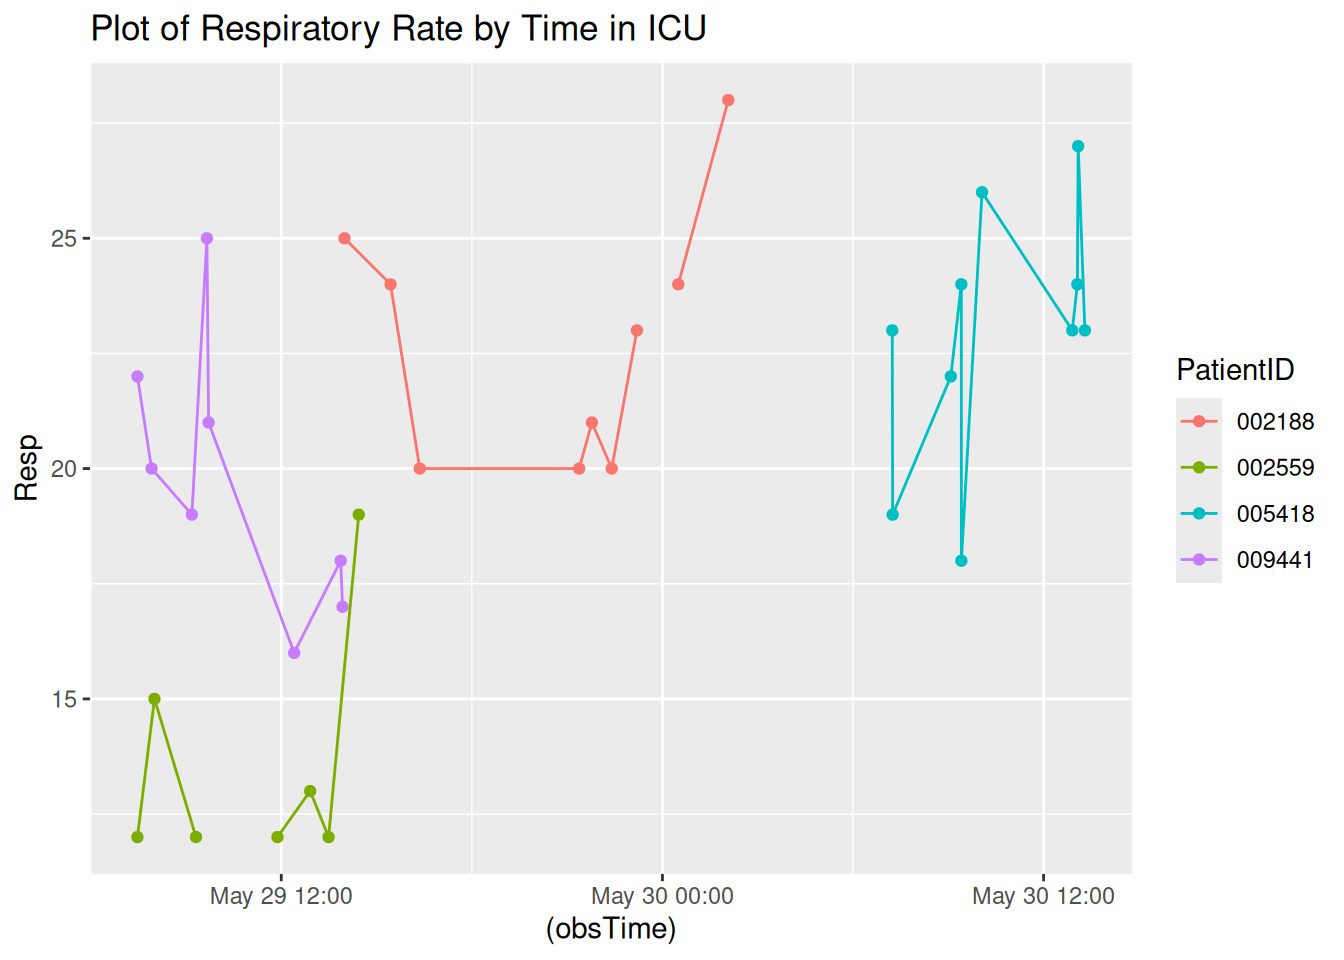 Plot of Respiratory Rate by Time in ICU
Resp
25
20
15
May 29 12:00
May 30 00:00
May 30 12:00
(obsTime)
PatientID
002188
002559
005418
009441